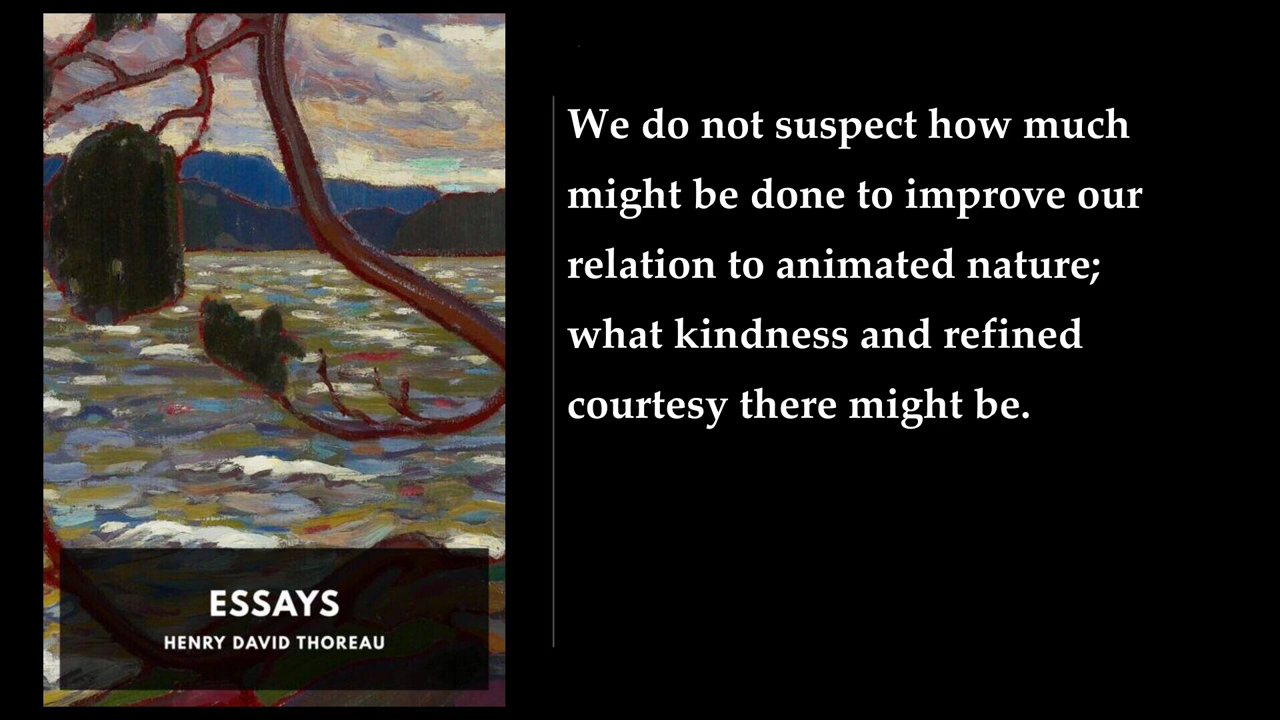 ESSAYS
HENRY DAVID THOREAU
We do not suspect how much
might be done to improve our
relation to animated nature;
what kindness and refined
courtesy there might be.